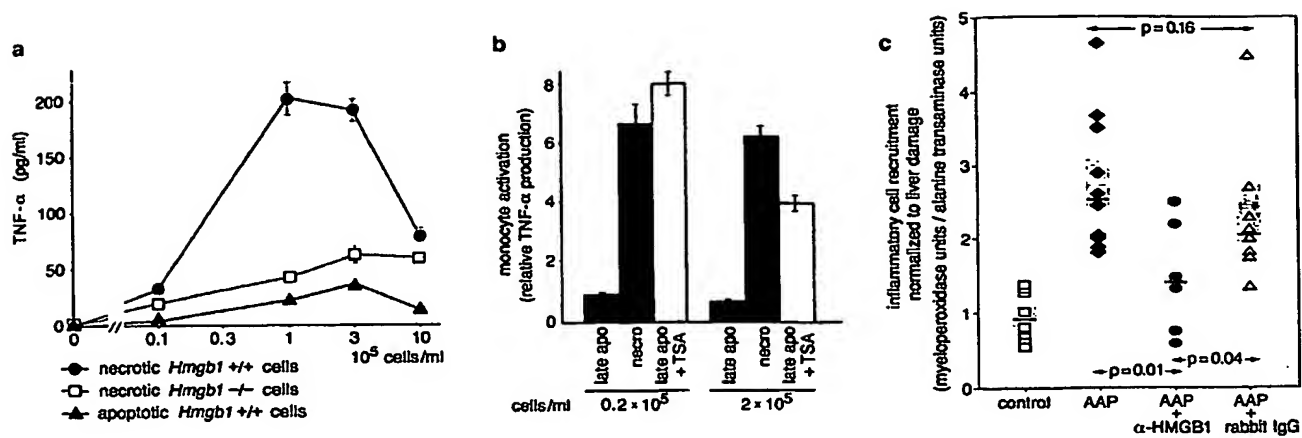 a
TNF-α (pg/ml)
200
150
100
50
0
0
0.1
0.3
1
3
10
10⁵ cells/ml
necrotic Hmgb1 +/+ cells
necrotic Hmgb1 −/− cells
apoptotic Hmgb1 +/+ cells
b
monocyte activation
(relative TNF-α production)
8
6
4
2
0
late apo
necro
late apo
+ TSA
late apo
necro
late apo
+ TSA
cells/ml
0.2 × 10⁵
2 × 10⁵
c
inflammatory cell recruitment
normalized to liver damage
(myeloperoxidase units / alanine transaminase units)
5
4
3
2
1
0
p=0.16
p=0.04
p=0.01
control
AAP
AAP
+
α-HMGB1
AAP
+
rabbit IgG